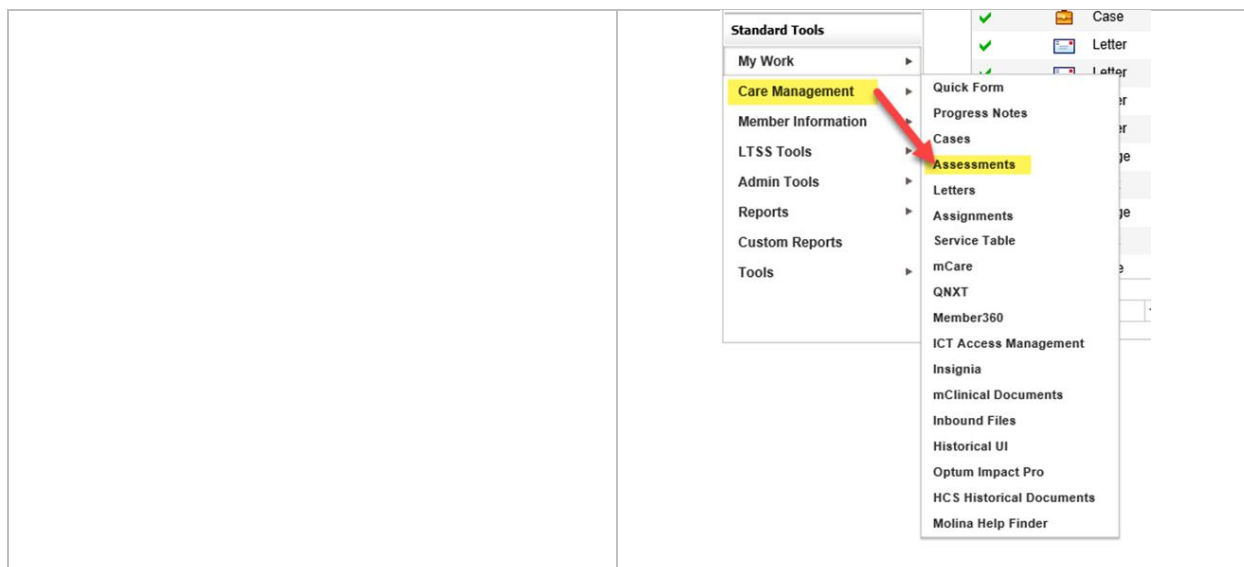 Standard Tools
My Work
Care Management
Member Information
LTSS Tools
Admin Tools
Reports
Custom Reports
Tools
Case
Letter
Letter
Quick Form
Progress Notes
Cases
Assessments
Letters
Assignments
Service Table
mCare
QNXT
Member360
ICT Access Management
Insignia
mClinical Documents
Inbound Files
Historical UI
Optum Impact Pro
HCS Historical Documents
Molina Help Finder